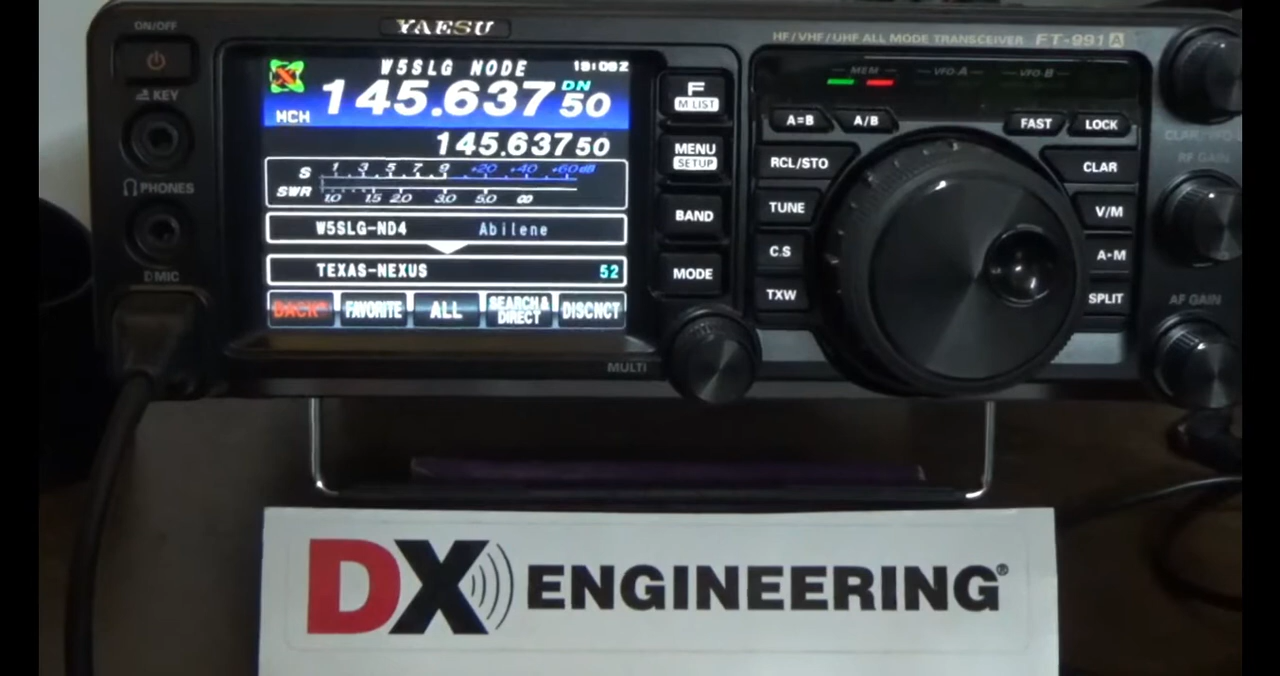 ON/OFF
YAESU
HF/VHF/UHF ALL MODE TRANSCEIVER FT-991A
W5SLG NODE
145.637 50
DN
MCH
145.637 50
KEY
PHONES
D MIC
S 1 3 5 7 9 +20 +40 +60dB
SWR 1.0 1.5 2.0 3.0 5.0 ∞
W5SLG-ND4 Abilene
TEXAS-NEXUS 52
BACK FAVORITE ALL SEARCH& DIRECT DISCNCT
MULTI
F
M LIST
MENU
SETUP
BAND
MODE
MEM VFO-A VFO-B
A=B A/B FAST LOCK
RCL/STO
TUNE
C.S
TXW
CLAR
V/M
A▸M
SPLIT
RF GAIN
AF GAIN
DX ENGINEERING®